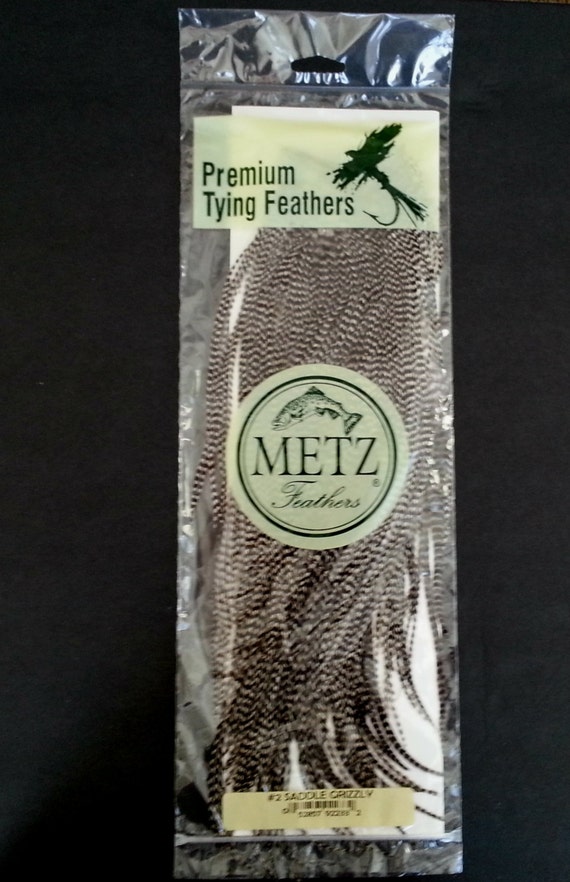 Premium
Tying Feathers
METZ
Feathers ®
#2 SADDLE GRIZZLY